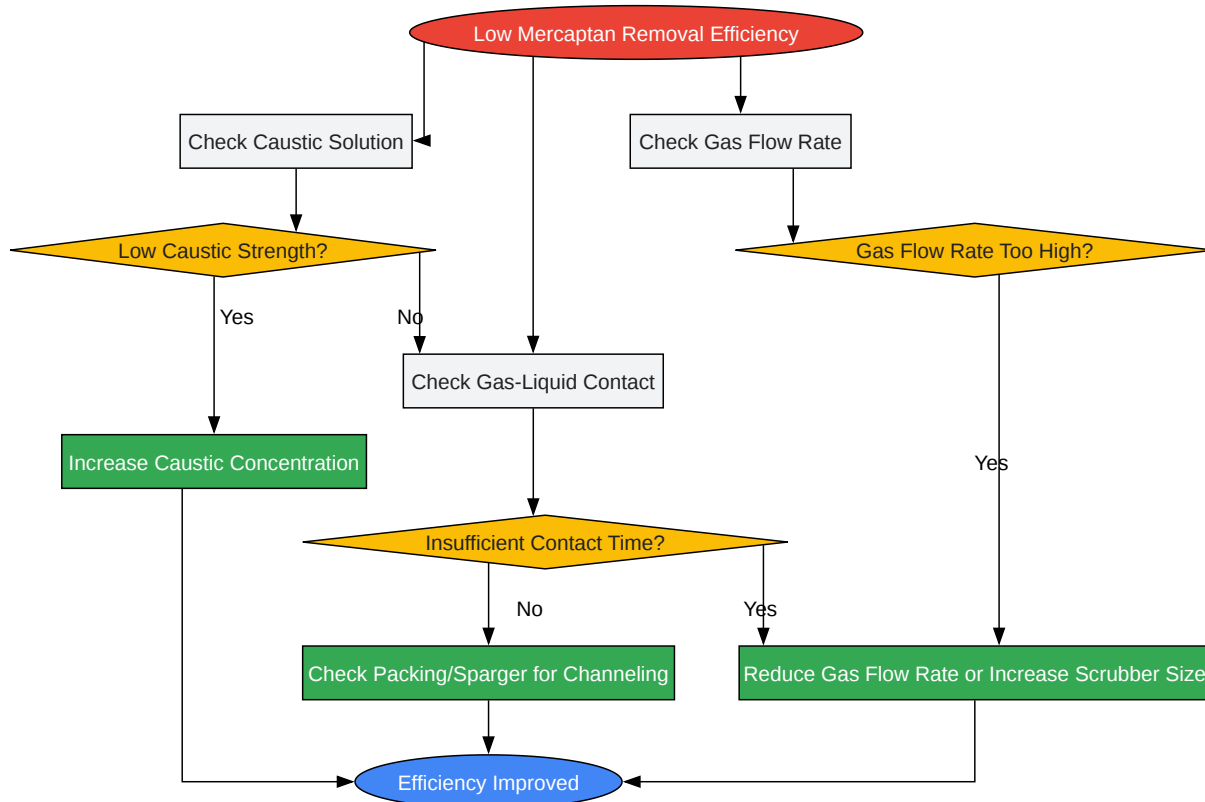 Low Mercaptan Removal Efficiency
Check Caustic Solution
Check Gas Flow Rate
Low Caustic Strength?
Gas Flow Rate Too High?
Yes
No
Check Gas-Liquid Contact
Increase Caustic Concentration
Yes
Insufficient Contact Time?
No
Yes
Check Packing/Sparger for Channeling
Reduce Gas Flow Rate or Increase Scrubber Size
Efficiency Improved